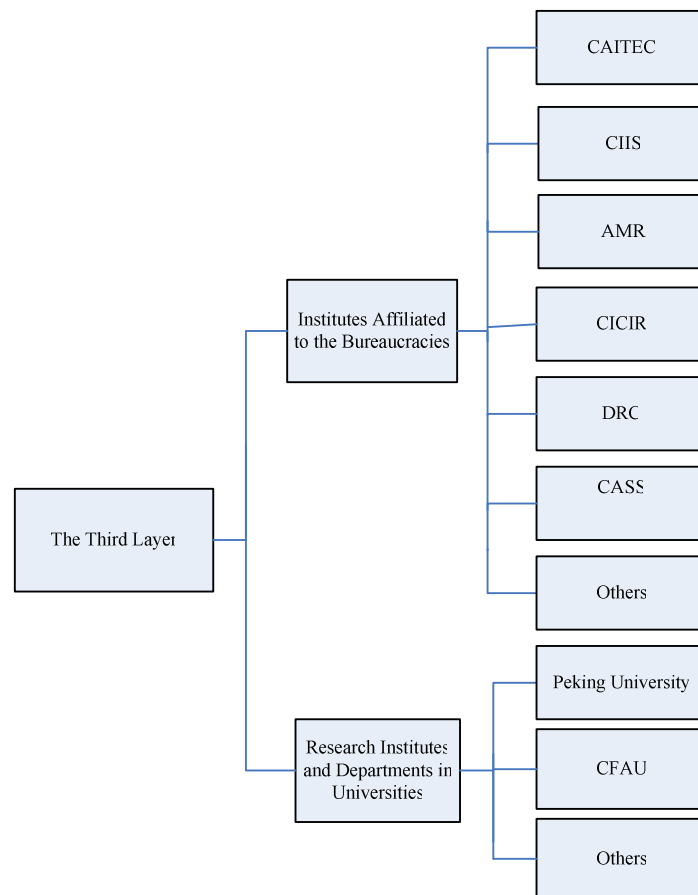 CAITEC
CIIS
AMR
Institutes Affiliated
to the Bureaucracies
CICIR
DRC
CASS
The Third Layer
Others
Peking University
Research Institutes
and Departments in
Universities
CFAU
Others